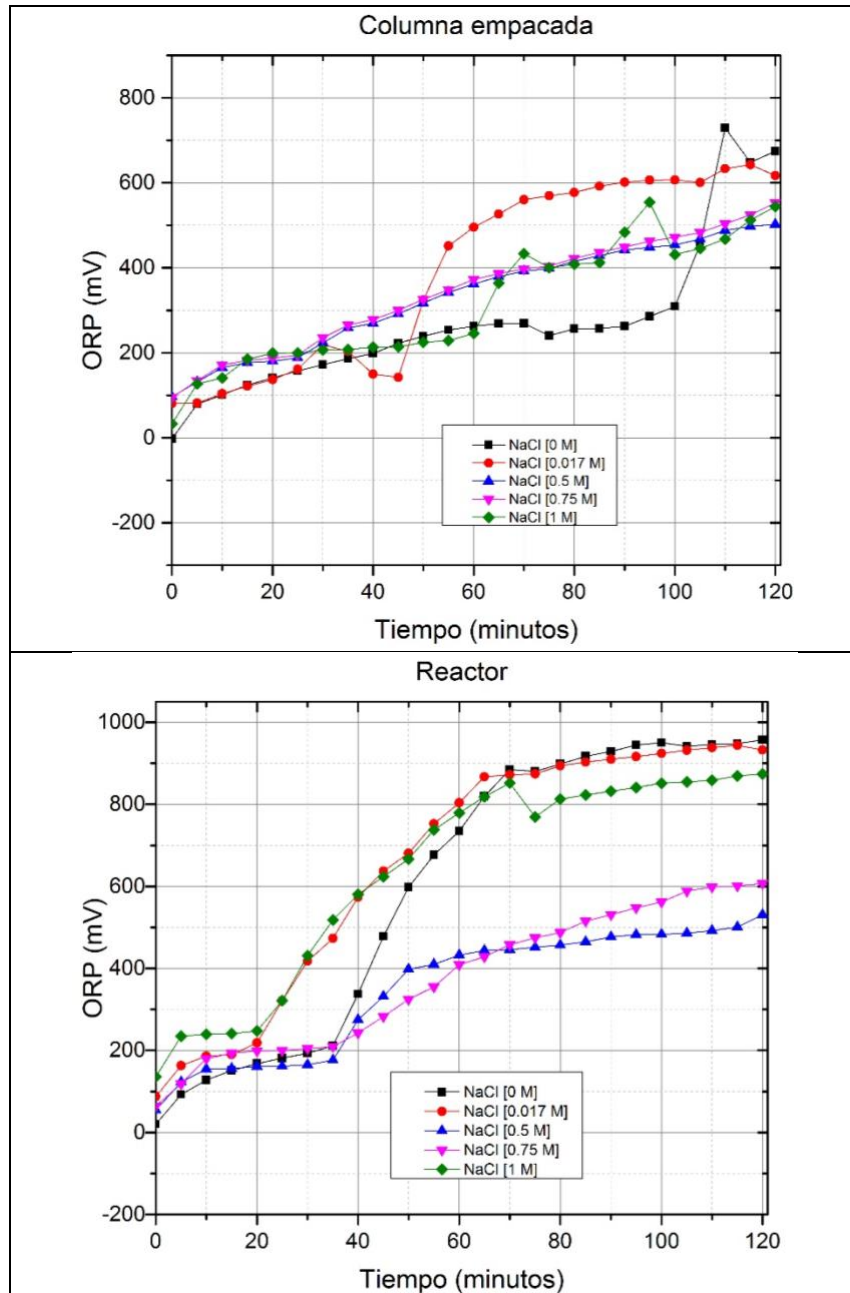 Columna empacada
ORP (mV)
800
600
400
200
0
-200
NaCl [0 M]
NaCl [0.017 M]
NaCl [0.5 M]
NaCl [0.75 M]
NaCl [1 M]
0 20 40 60 80 100 120
Tiempo (minutos)
Reactor
ORP (mV)
1000
800
600
400
200
0
-200
NaCl [0 M]
NaCl [0.017 M]
NaCl [0.5 M]
NaCl [0.75 M]
NaCl [1 M]
0 20 40 60 80 100 120
Tiempo (minutos)